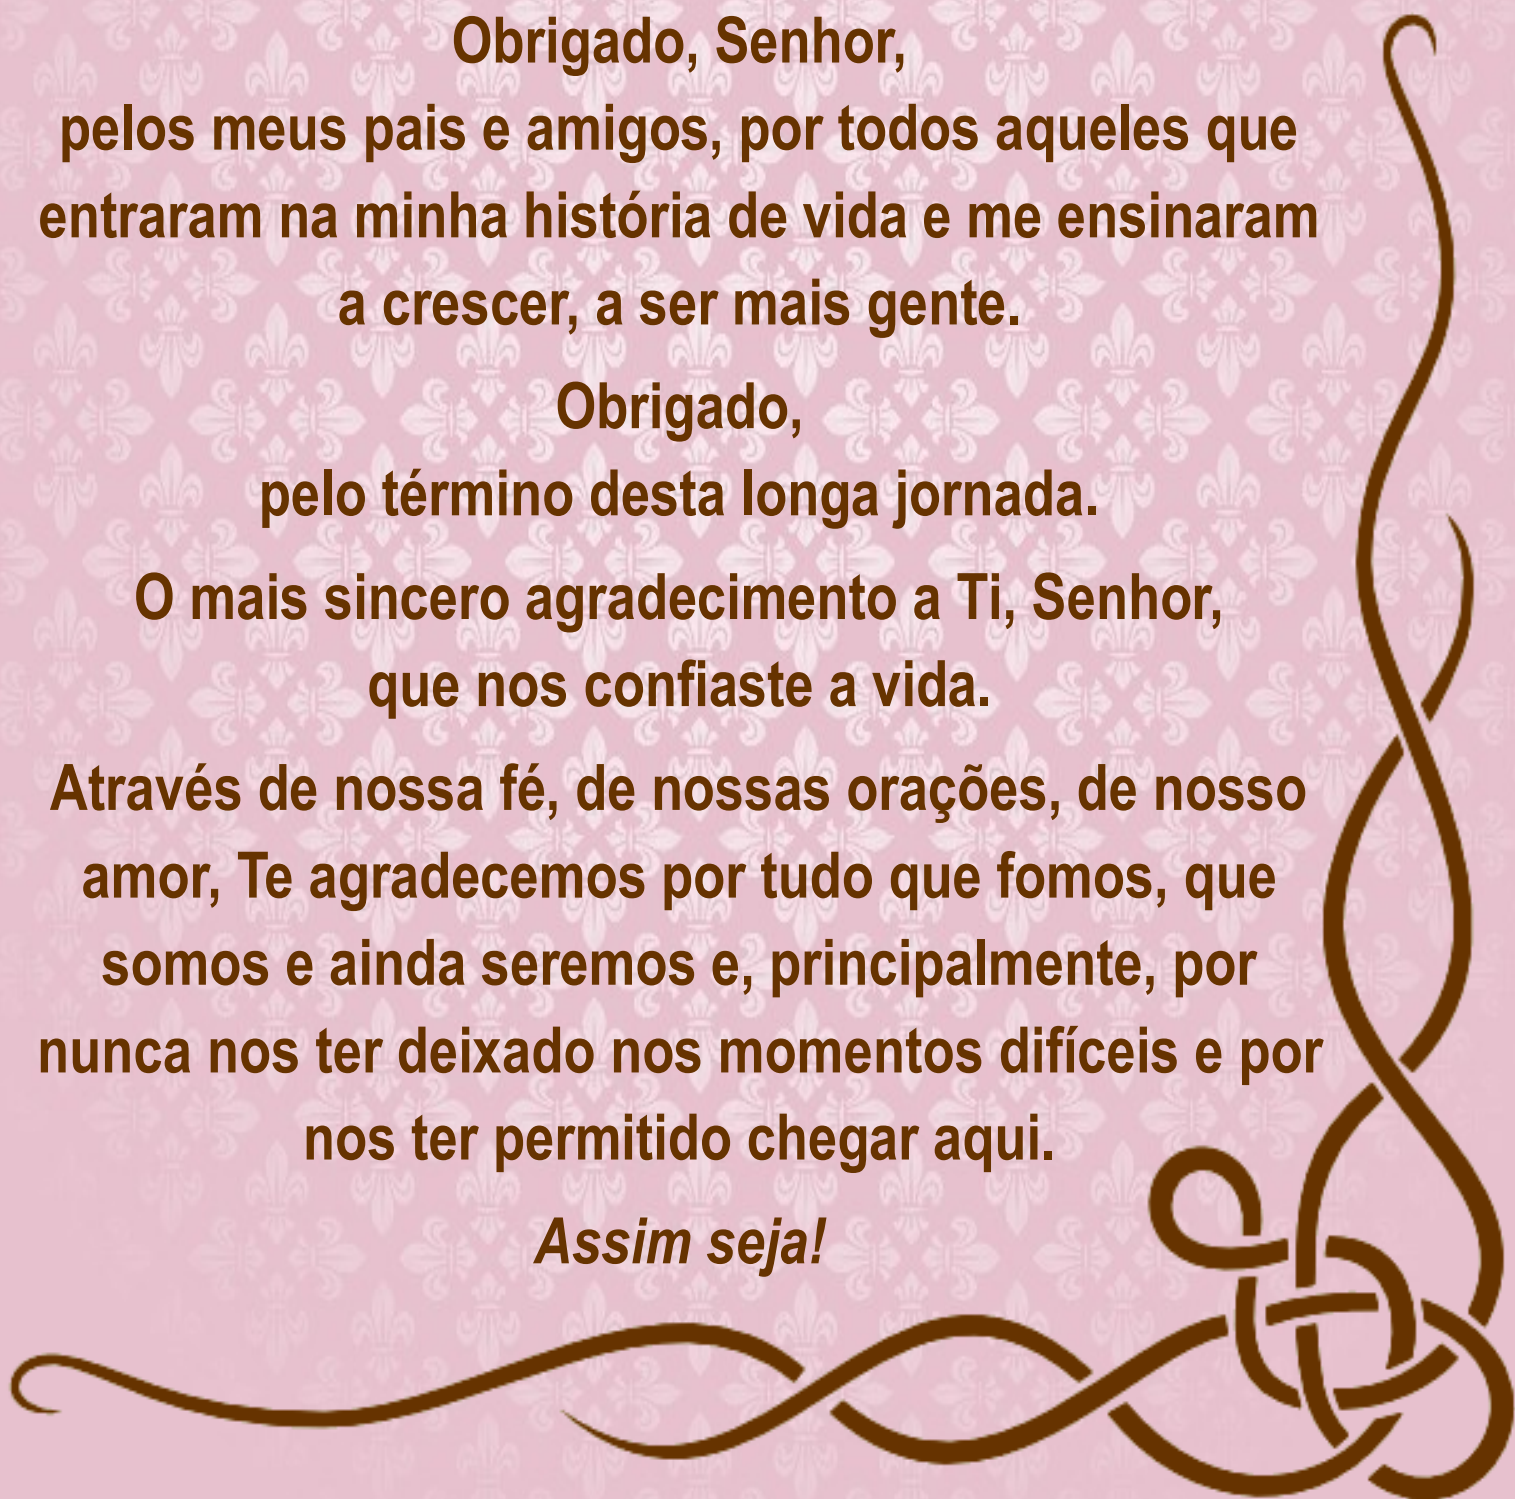 Obrigado, Senhor,
pelos meus pais e amigos, por todos aqueles que
entraram na minha história de vida e me ensinaram
a crescer, a ser mais gente.
Obrigado,
pelo término desta longa jornada.
O mais sincero agradecimento a Ti, Senhor,
que nos confiaste a vida.
Através de nossa fé, de nossas orações, de nosso
amor, Te agradecemos por tudo que fomos, que
somos e ainda seremos e, principalmente, por
nunca nos ter deixado nos momentos difíceis e por
nos ter permitido chegar aqui.
Assim seja!